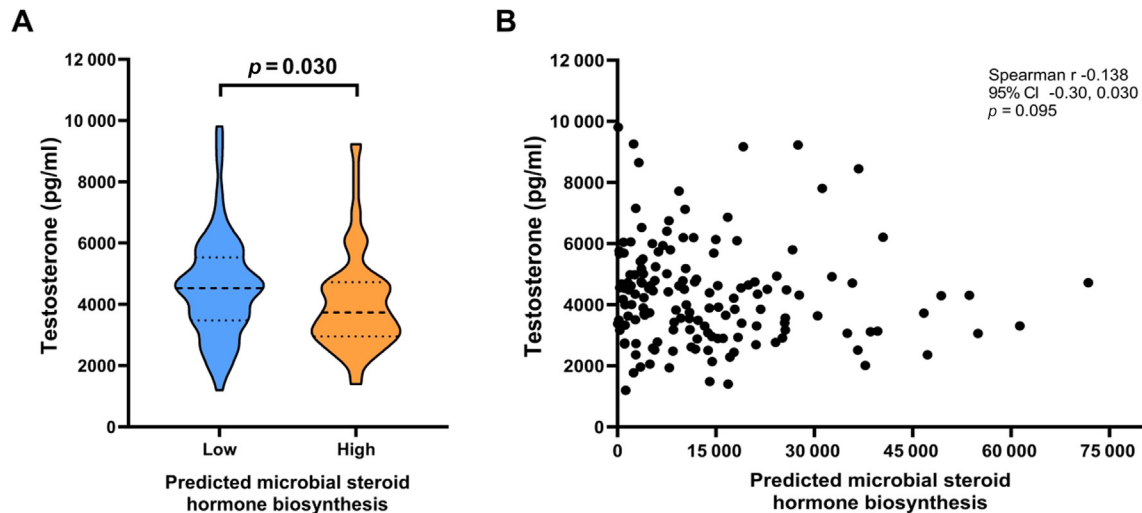 A
Testosterone (pg/ml)
12 000
10 000
8000
6000
4000
2000
0
p = 0.030
Low
High
Predicted microbial steroid
hormone biosynthesis
B
Testosterone (pg/ml)
12 000
10 000
8000
6000
4000
2000
0
Spearman r -0.138
95% CI -0.30, 0.030
p = 0.095
0
15 000
30 000
45 000
60 000
75 000
Predicted microbial steroid
hormone biosynthesis